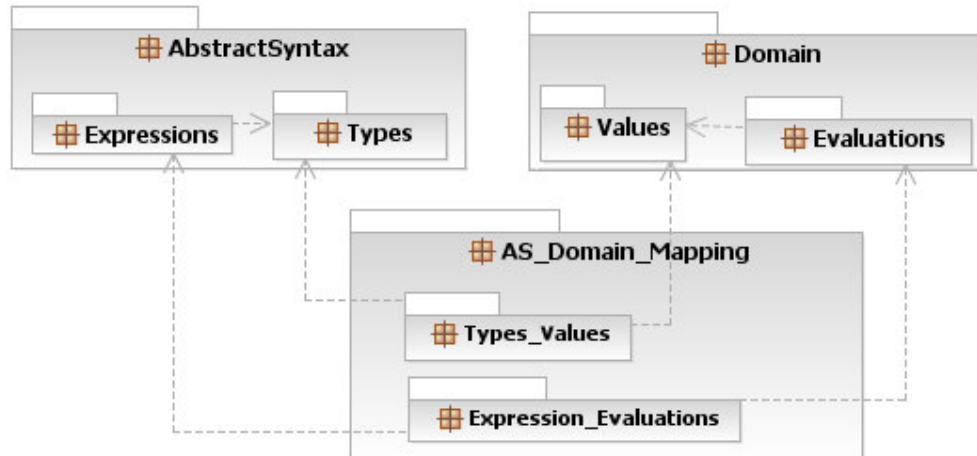 AbstractSyntax
Expressions
Types
Domain
Values
Evaluations
AS_Domain_Mapping
Types_Values
Expression_Evaluations